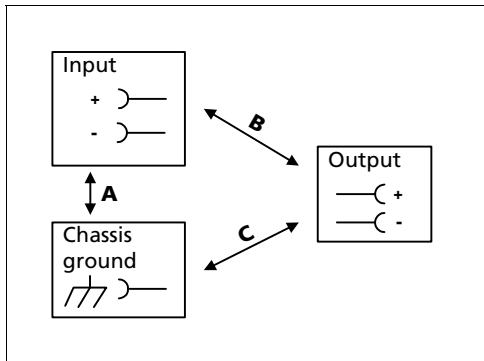 Input
+
-
B
A
Output
+
-
Chassis
ground
C